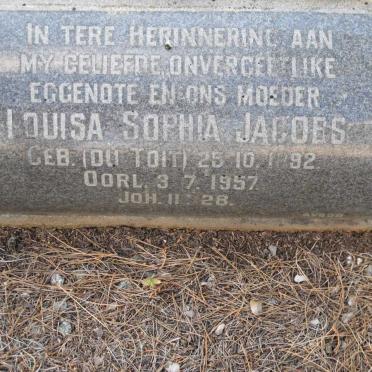 IN TERE HERINNERING AAN
MY GELIEFDE, ONVERGEETLIKE
EGGENOTE EN ONS MOEDER
LOUISA SOPHIA JACOBS
GEB. (DU TOIT) 25. 10. 1892
OORL. 3. 7. 1957
JOH. 11 : 28.